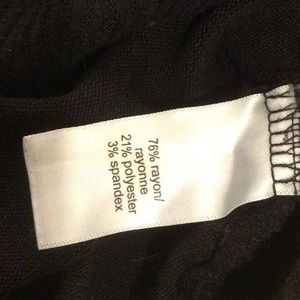 76% rayon/
rayonne
21% polyester
3% spandex